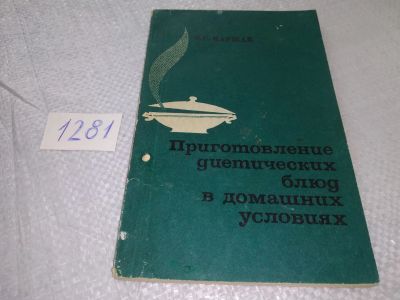 1281
Приготовление
диетических
блюд
в домашних
условиях